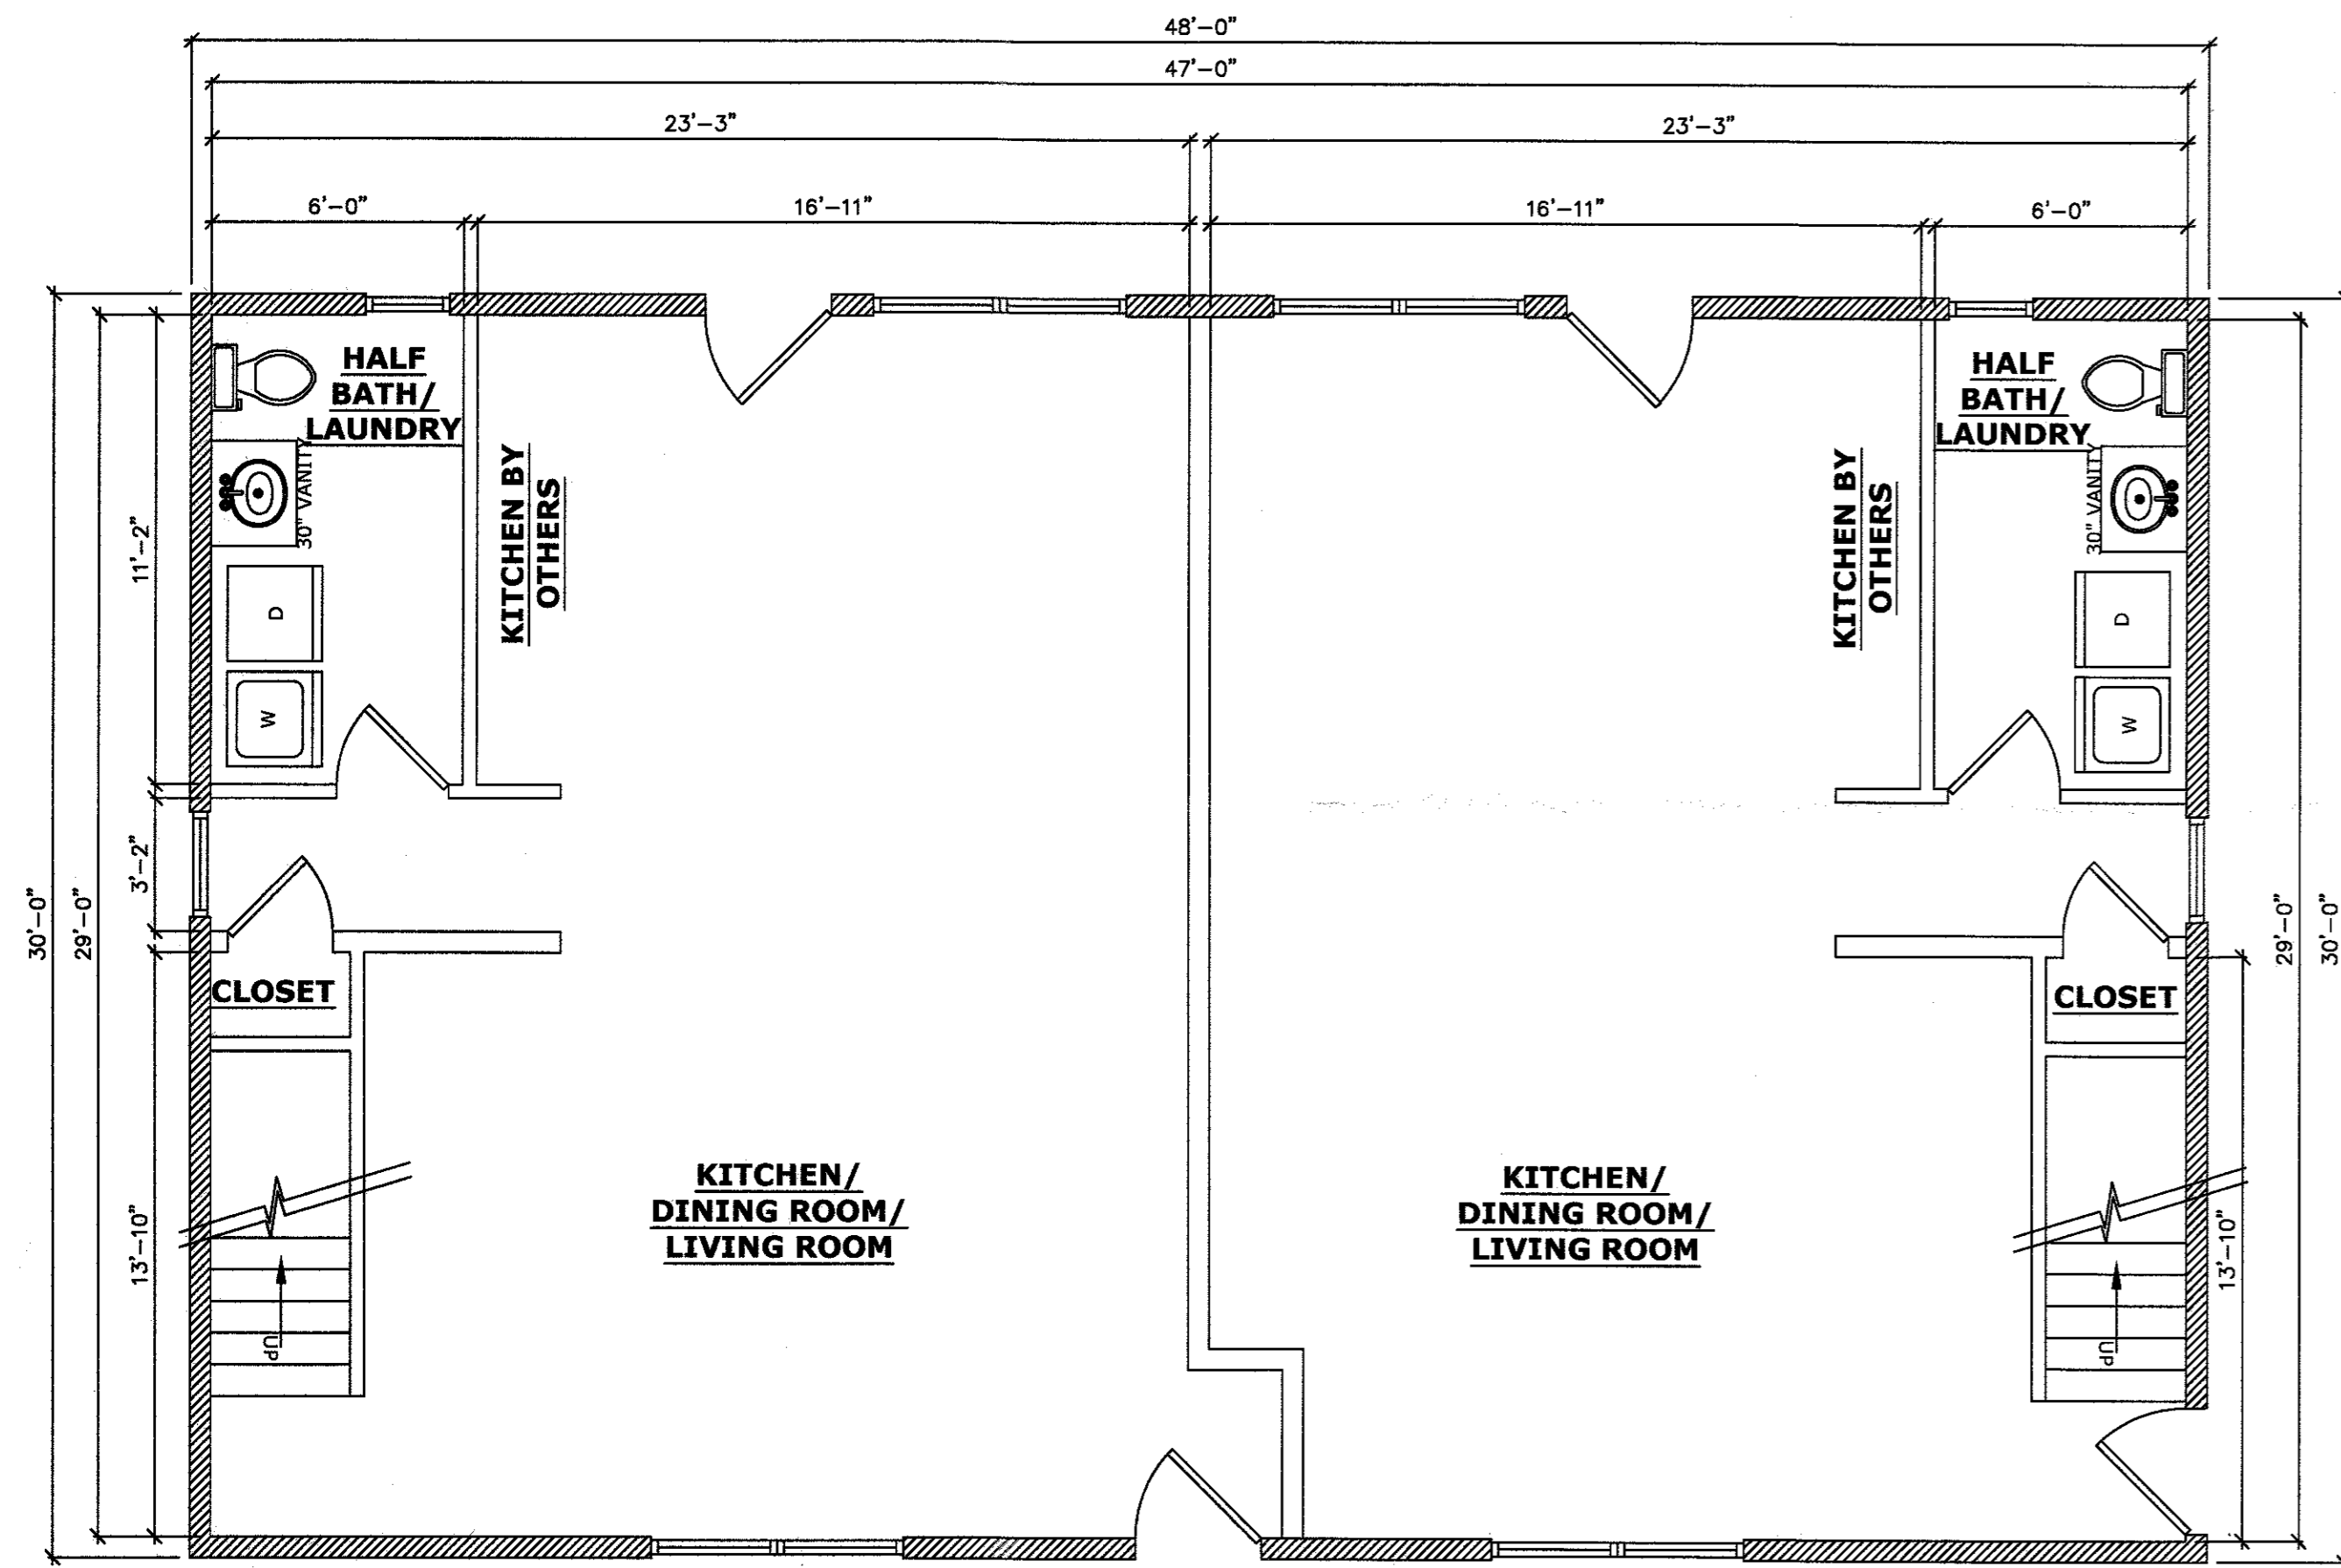 48'-0"
47'-0"
23'-3" 23'-3"
6'-0" 16'-11" 16'-11" 6'-0"
HALF
BATH/
LAUNDRY
HALF
BATH/
LAUNDRY
30" VANITY
30" VANITY
KITCHEN BY
OTHERS
KITCHEN BY
OTHERS
D
D
W
W
11'-2"
3'-2"
30'-0"
29'-0"
29'-0"
30'-0"
CLOSET
CLOSET
KITCHEN/
DINING ROOM/
LIVING ROOM
KITCHEN/
DINING ROOM/
LIVING ROOM
13'-10"
13'-10"
UP
UP